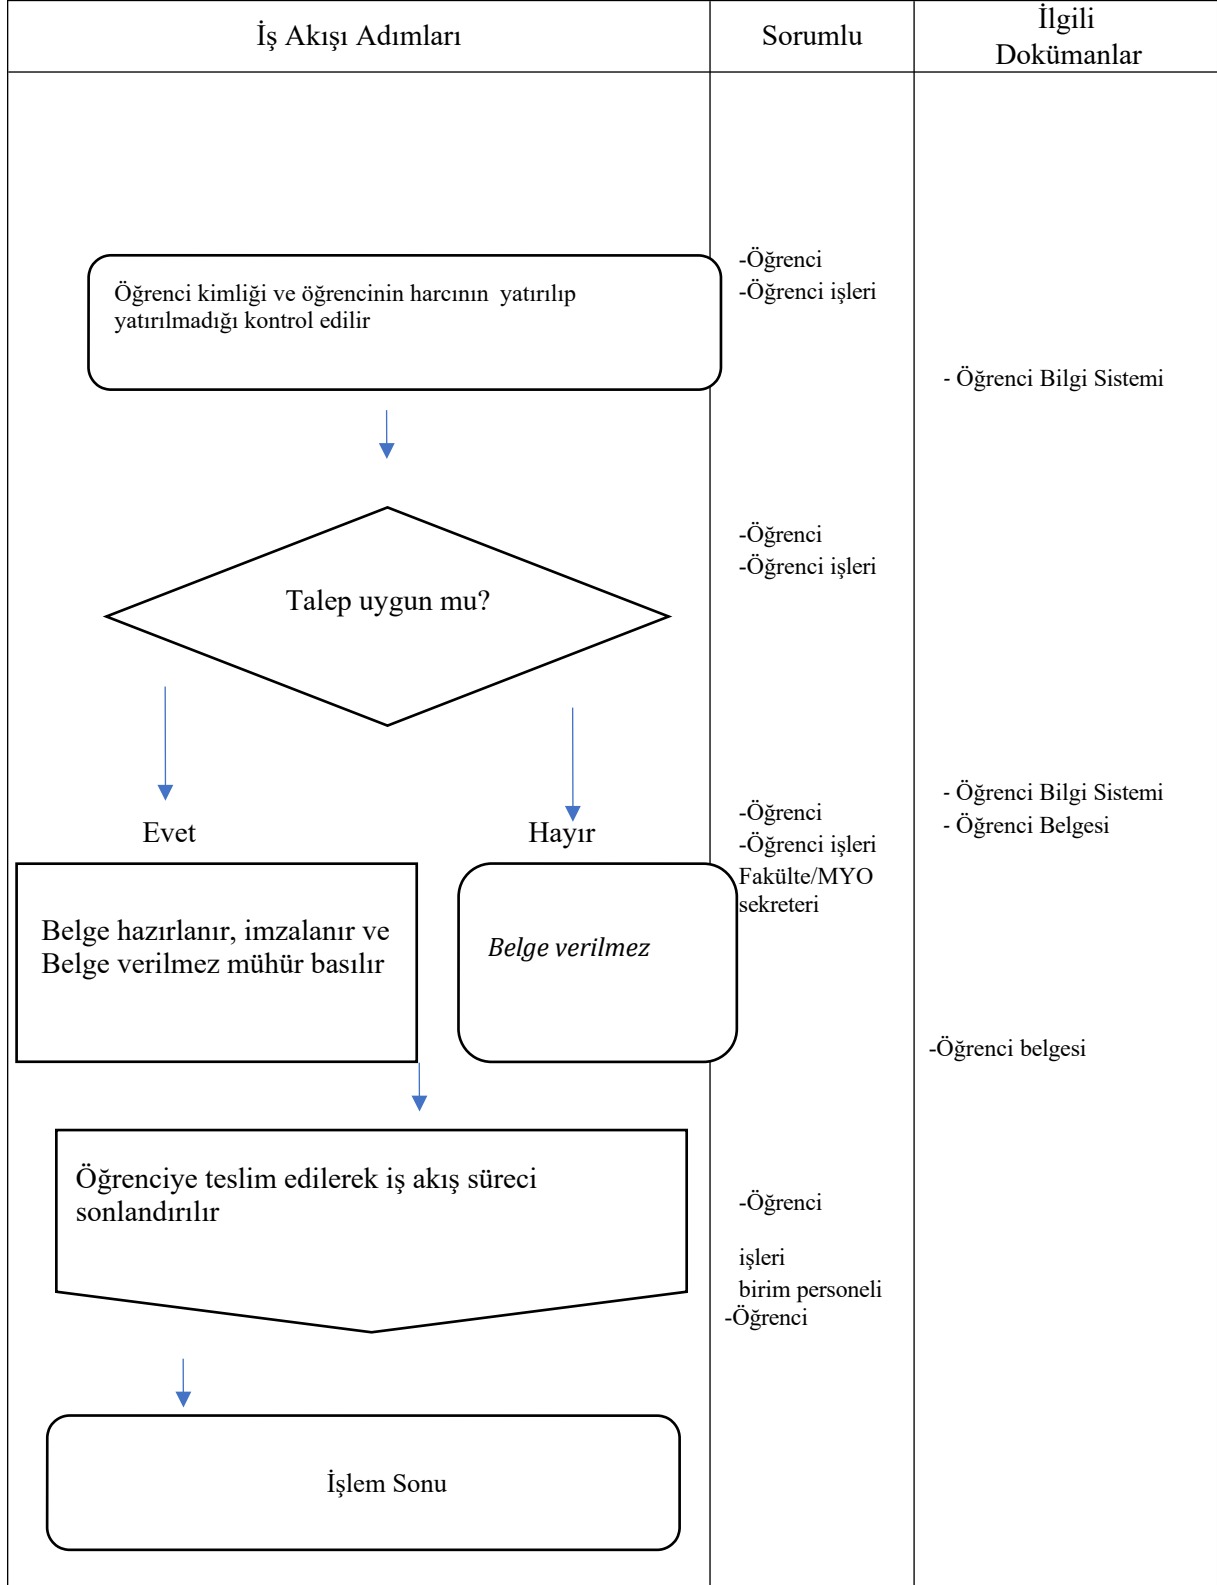 İş Akışı Adımları
Sorumlu
İlgili
Dokümanlar
Öğrenci kimliği ve öğrencinin harcının  yatırılıp
yatırılmadığı kontrol edilir
-Öğrenci
-Öğrenci işleri
- Öğrenci Bilgi Sistemi
Talep uygun mu?
-Öğrenci
-Öğrenci işleri
Evet
Hayır
-Öğrenci
-Öğrenci işleri
Fakülte/MYO
sekreteri
- Öğrenci Bilgi Sistemi
- Öğrenci Belgesi
Belge hazırlanır, imzalanır ve
Belge verilmez mühür basılır
Belge verilmez
-Öğrenci belgesi
Öğrenciye teslim edilerek iş akış süreci
sonlandırılır
-Öğrenci
işleri
birim personeli
-Öğrenci
İşlem Sonu